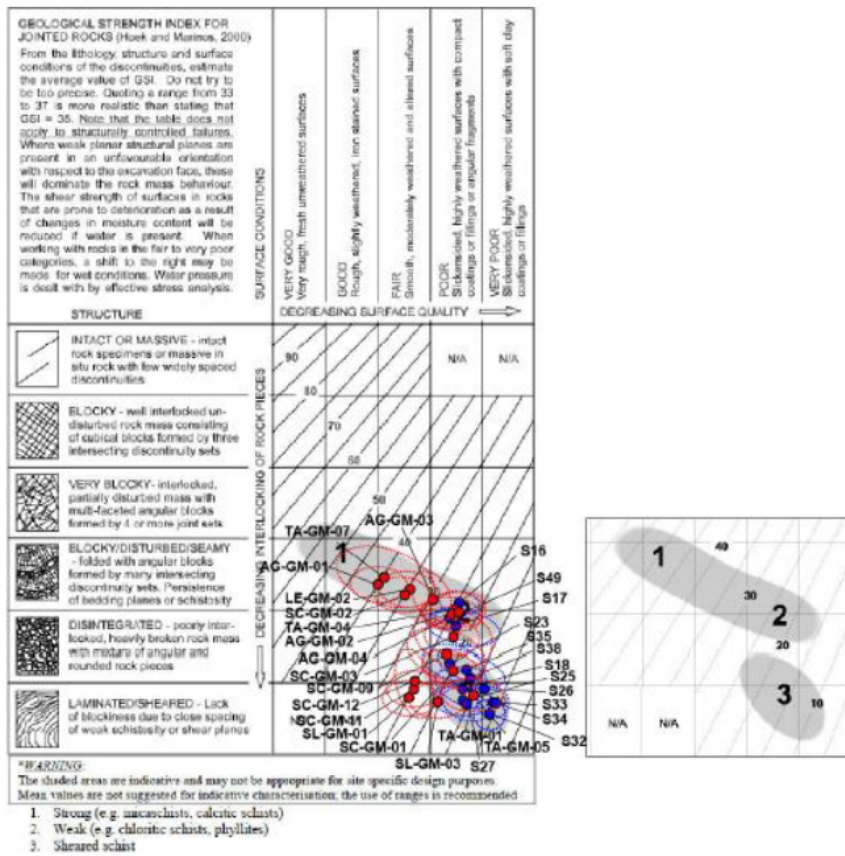 GEOLOGICAL STRENGTH INDEX FOR
JOINTED ROCKS (Hoek and Marinos, 2000)
From the lithology, structure and surface
conditions of the discontinuities, estimate
the average value of GSI. Do not try to
be too precise. Quoting a range from 33
to 37 is more realistic than stating that
GSI = 35. Note that the table does not
apply to structurally controlled failures.
Where weak planar structural planes are
present in an unfavourable orientation
with respect to the excavation face, these
will dominate the rock mass behaviour.
The shear strength of surfaces in rocks
that are prone to deterioration as a result
of changes in moisture content will be
reduced if water is present. When
working with rocks in the fair to very poor
categories, a shift to the right may be
made for wet conditions. Water pressure
is dealt with by effective stress analysis.
STRUCTURE
SURFACE CONDITIONS
VERY GOOD
Very rough, fresh unweathered surfaces
GOOD
Rough, slightly weathered, iron stained surfaces
FAIR
Smooth, moderately weathered and altered surfaces
POOR
Slickensided, highly weathered surfaces with compact
coatings or fillings or angular fragments
VERY POOR
Slickensided, highly weathered surfaces with soft clay
coatings or fillings
DECREASING SURFACE QUALITY
DECREASING INTERLOCKING OF ROCK PIECES
INTACT OR MASSIVE - intact
rock specimens or massive in
situ rock with few widely spaced
discontinuities
BLOCKY - well interlocked un-
disturbed rock mass consisting
of cubical blocks formed by three
intersecting discontinuity sets
VERY BLOCKY- interlocked,
partially disturbed mass with
multi-faceted angular blocks
formed by 4 or more joint sets
BLOCKY/DISTURBED/SEAMY
- folded with angular blocks
formed by many intersecting
discontinuity sets. Persistence
of bedding planes or schistosity
DISINTEGRATED - poorly inter-
locked, heavily broken rock mass
with mixture of angular and
rounded rock pieces
LAMINATED/SHEARED - Lack
of blockiness due to close spacing
of weak schistosity or shear planes
90
80
70
60
50
40
N/A
N/A
1
TA-GM-07
AG-GM-03
AG-GM-01
LE-GM-02
SC-GM-02
TA-GM-04
AG-GM-02
AG-GM-04
SC-GM-03
SC-GM-09
SC-GM-12
SC-GM-11
SL-GM-01
SC-GM-01
SL-GM-03
TA-GM-01
TA-GM-05
S16
S49
S17
S23
S35
S38
S18
S25
S26
S33
S34
S32
S27
1
40
30
2
20
3
10
N/A
N/A
*WARNING:
The shaded areas are indicative and may not be appropriate for site specific design purposes.
Mean values are not suggested for indicative characterisation; the use of ranges is recommended
1. Strong (e.g. micaschists, calcitic schists)
2. Weak (e.g. chloritic schists, phyllites)
3. Sheared schist